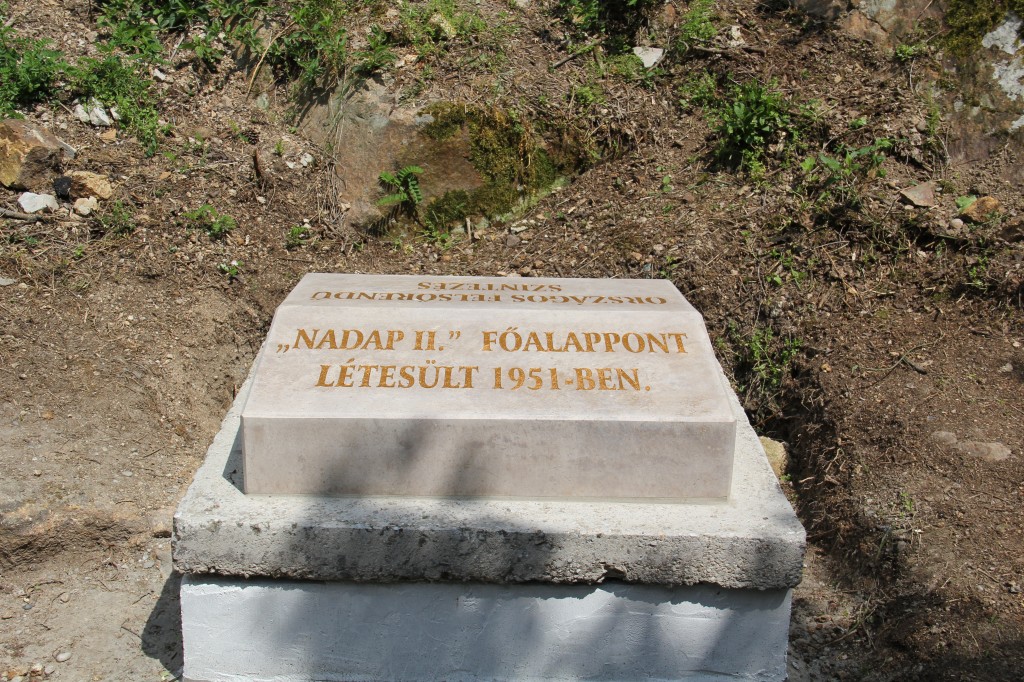 ORSZÁGOS FELSŐRENDŰ
SZINTEZÉS
„NADAP II.” FŐALAPPONT
LÉTESÜLT 1951-BEN.